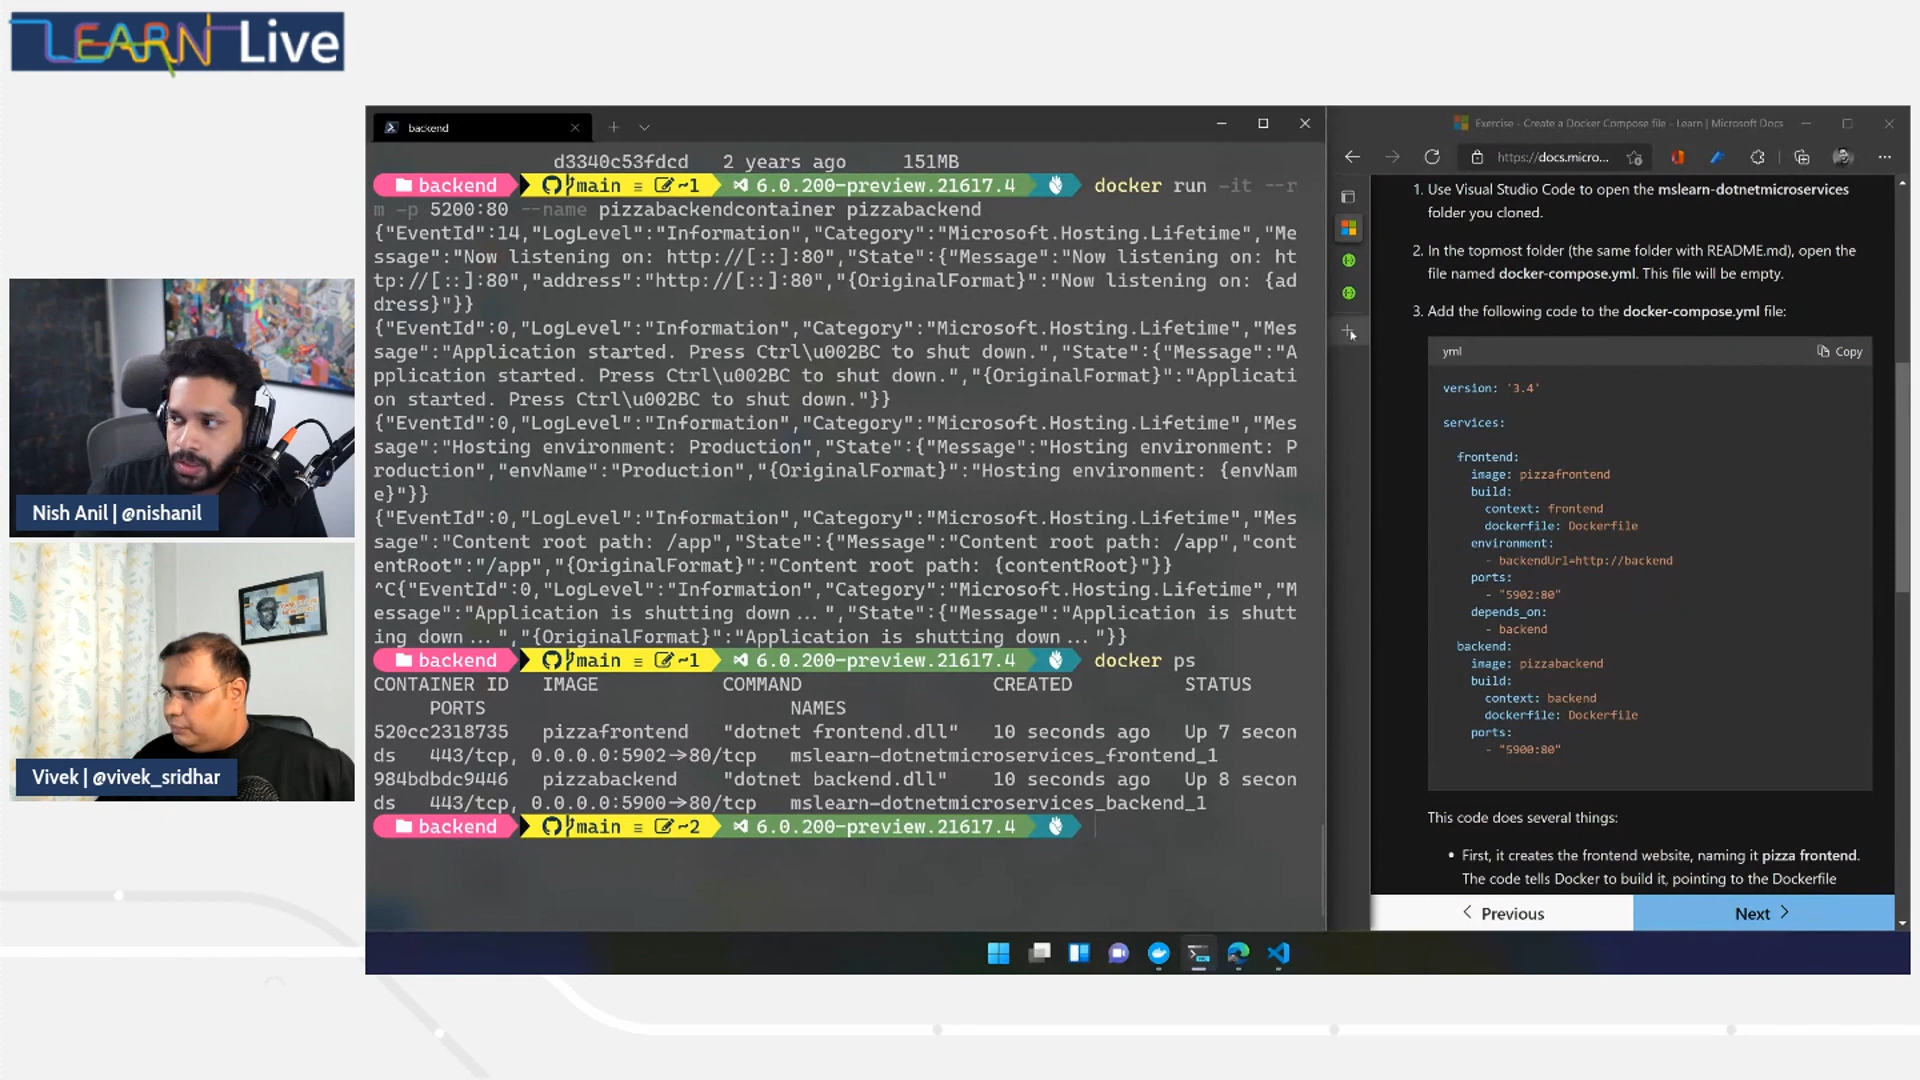 LEARN Live
backend
d3340c53fdcd 2 years ago 151MB
backend main ≡ ~1 6.0.200-preview.21617.4 docker run -it --r
m -p 5200:80 --name pizzabackendcontainer pizzabackend
{"EventId":14,"LogLevel":"Information","Category":"Microsoft.Hosting.Lifetime","Me
ssage":"Now listening on: http://[::]:80","State":{"Message":"Now listening on: ht
tp://[::]:80","address":"http://[::]:80","{OriginalFormat}":"Now listening on: {ad
dress}"}}
{"EventId":0,"LogLevel":"Information","Category":"Microsoft.Hosting.Lifetime","Mes
sage":"Application started. Press Ctrl\u002BC to shut down.","State":{"Message":"A
pplication started. Press Ctrl\u002BC to shut down.","{OriginalFormat}":"Applicati
on started. Press Ctrl\u002BC to shut down."}}
{"EventId":0,"LogLevel":"Information","Category":"Microsoft.Hosting.Lifetime","Mes
sage":"Hosting environment: Production","State":{"Message":"Hosting environment: P
roduction","envName":"Production","{OriginalFormat}":"Hosting environment: {envNam
e}"}}
{"EventId":0,"LogLevel":"Information","Category":"Microsoft.Hosting.Lifetime","Mes
sage":"Content root path: /app","State":{"Message":"Content root path: /app","cont
entRoot":"/app","{OriginalFormat}":"Content root path: {contentRoot}"}}
^C{"EventId":0,"LogLevel":"Information","Category":"Microsoft.Hosting.Lifetime","M
essage":"Application is shutting down...","State":{"Message":"Application is shutt
ing down...","{OriginalFormat}":"Application is shutting down..."}}
backend main ≡ ~1 6.0.200-preview.21617.4 docker ps
CONTAINER ID IMAGE COMMAND CREATED STATUS
PORTS NAMES
520cc2318735 pizzafrontend "dotnet frontend.dll" 10 seconds ago Up 7 secon
ds 443/tcp, 0.0.0.0:5902->80/tcp mslearn-dotnetmicroservices_frontend_1
984bdbdc9446 pizzabackend "dotnet backend.dll" 10 seconds ago Up 8 secon
ds 443/tcp, 0.0.0.0:5900->80/tcp mslearn-dotnetmicroservices_backend_1
backend main ≡ ~2 6.0.200-preview.21617.4
Exercise - Create a Docker Compose file - Learn | Microsoft Docs
https://docs.micro...
1. Use Visual Studio Code to open the mslearn-dotnetmicroservices
folder you cloned.
2. In the topmost folder (the same folder with README.md), open the
file named docker-compose.yml. This file will be empty.
3. Add the following code to the docker-compose.yml file:
yml Copy
version: '3.4'
services:
frontend:
image: pizzafrontend
build:
context: frontend
dockerfile: Dockerfile
environment:
- backendUrl=http://backend
ports:
- "5902:80"
depends_on:
- backend
backend:
image: pizzabackend
build:
context: backend
dockerfile: Dockerfile
ports:
- "5900:80"
This code does several things:
• First, it creates the frontend website, naming it pizza frontend.
The code tells Docker to build it, pointing to the Dockerfile
Previous
Next
Nish Anil | @nishanil
Vivek | @vivek_sridhar